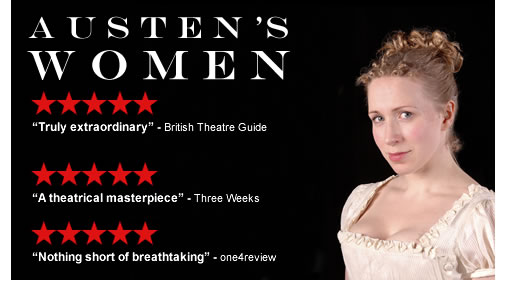 AUSTEN'S
WOMEN
“Truly extraordinary” - British Theatre Guide
“A theatrical masterpiece” - Three Weeks
“Nothing short of breathtaking” - one4review